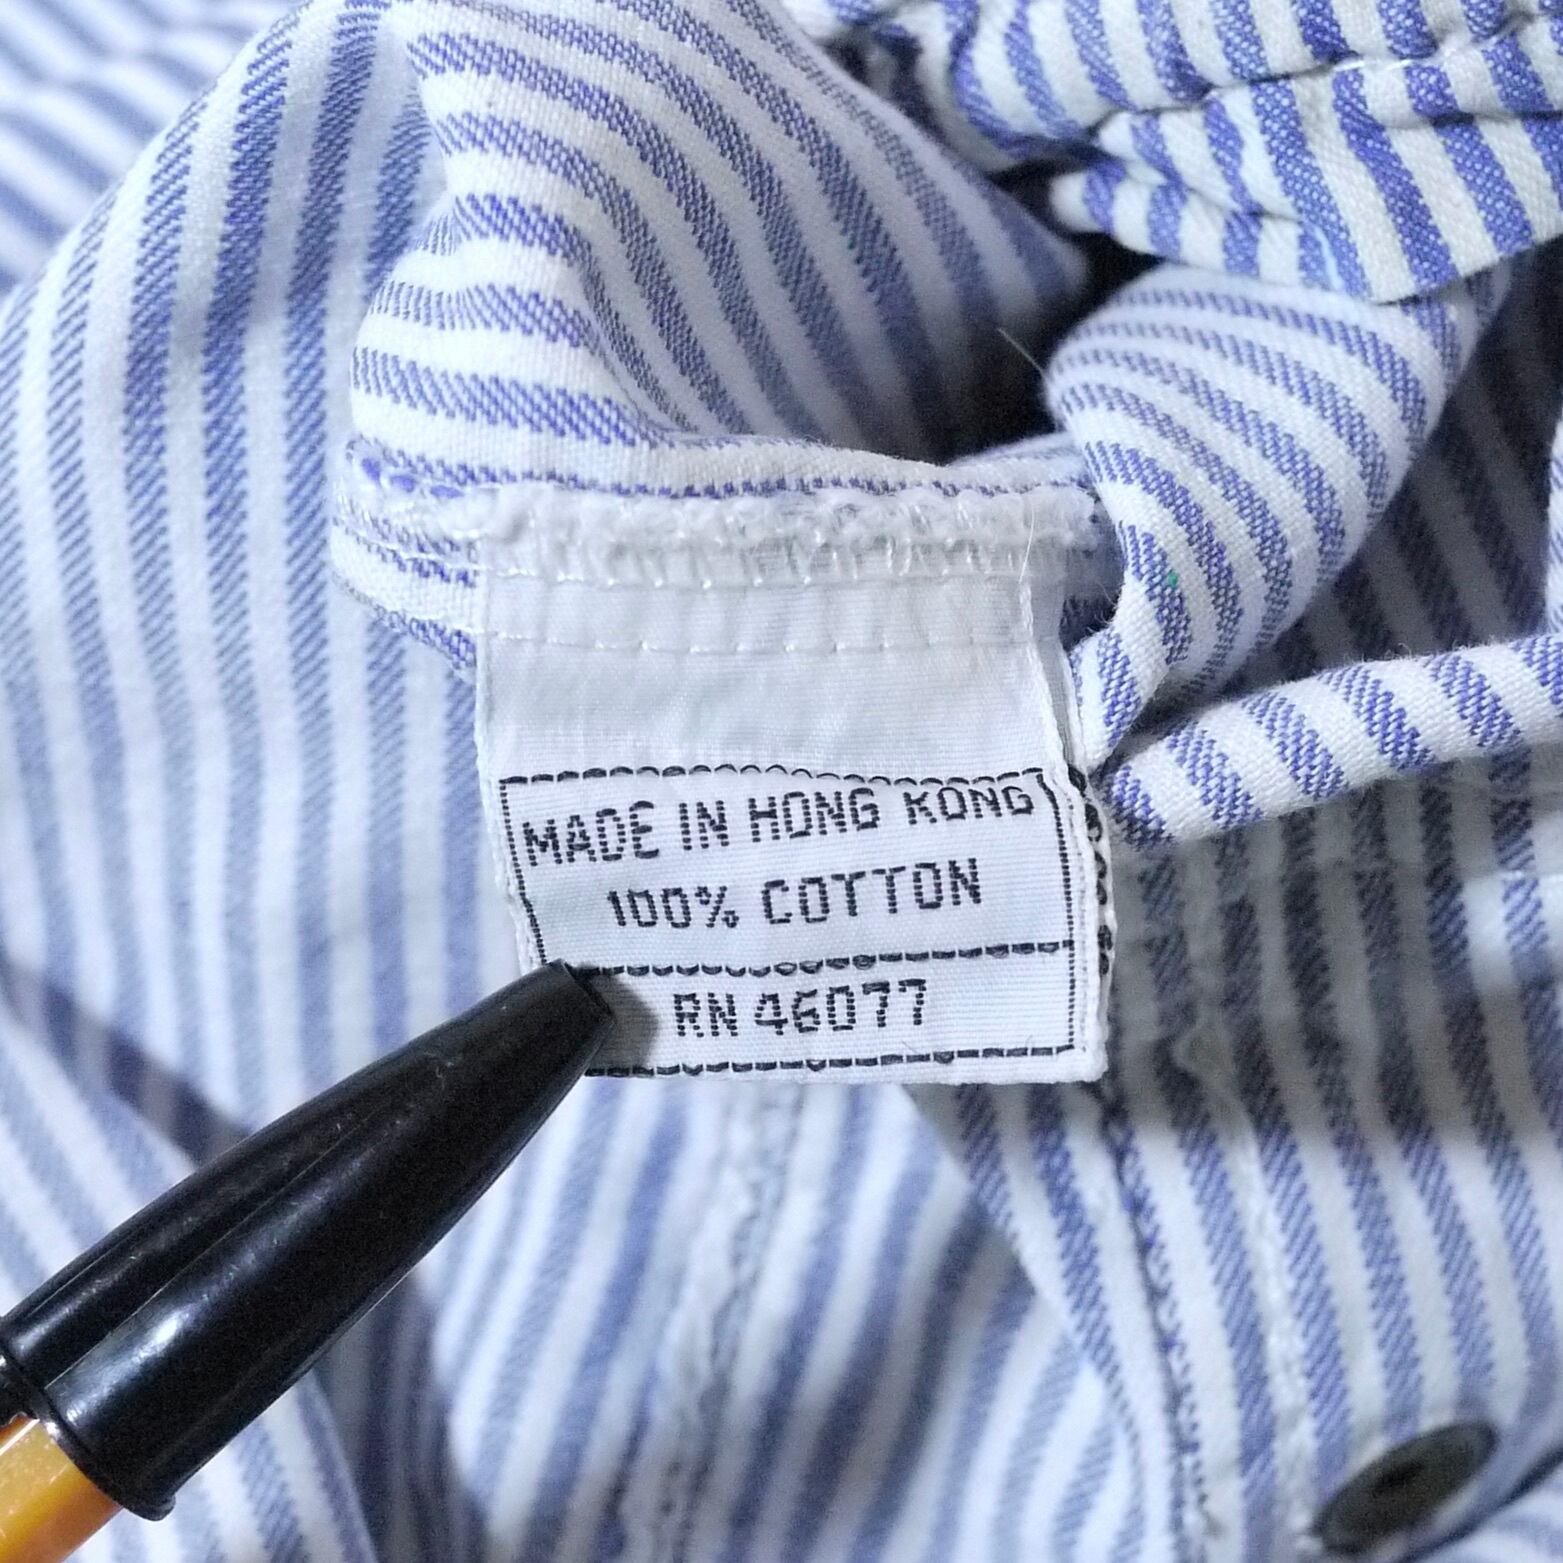 MADE IN HONG KONG
100% COTTON
RN 46077